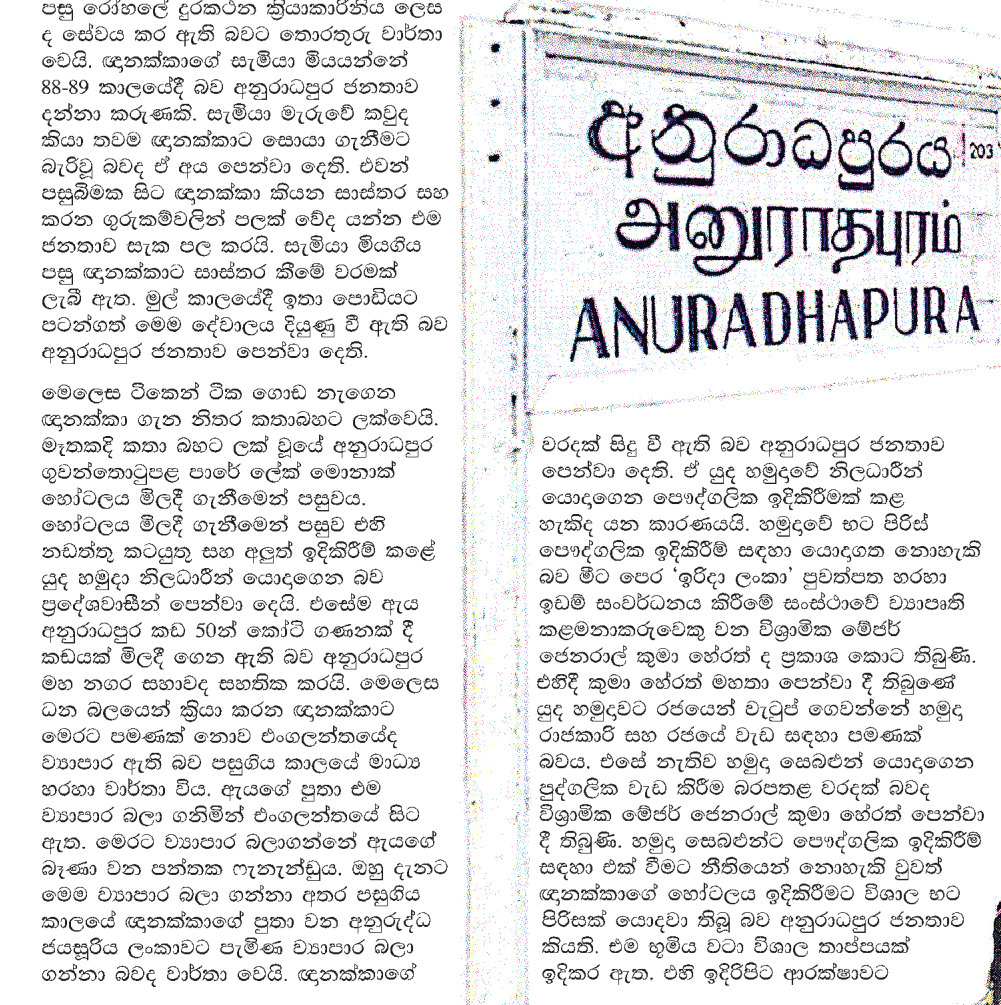 පසු රෝහලේ දුරකථන ක්‍රියාකාරිනිය ලෙස
ද සේවය කර ඇති බවට තොරතුරු වාර්තා
වෙයි. ඥානක්කාගේ සැමියා මියයන්නේ
88-89 කාලයේදී බව අනුරාධපුර ජනතාව
දන්නා කරුණකි. සැමියා මැරුවේ කවුද
කියා තවම ඥානක්කාට සොයා ගැනීමට
බැරිවූ බවද ඒ අය පෙන්වා දෙති. එවන්
පසුබිමක සිට ඥානක්කා කියන සාස්තර සහ
කරන ගුරුකම්වලින් පලක් වේද යන්න එම
ජනතාව සැක පල කරයි. සැමියා මියගිය
පසු ඥානක්කාට සාස්තර කීමේ වරමක්
ලැබී ඇත. මුල් කාලයේදී ඉතා පොඩියට
පටන්ගත් මෙම දේවාලය දියුණු වී ඇති බව
අනුරාධපුර ජනතාව පෙන්වා දෙති.
මෙලෙස ටිකෙන් ටික ගොඩ නැගෙන
ඥානක්කා ගැන නිතර කතාබහට ලක්වෙයි.
මෑතකදි කතා බහට ලක් වූයේ අනුරාධපුර
ගුවන්තොටුපළ පාරේ ලේක් මොනාක්
හෝටලය මිලදී ගැනීමෙන් පසුවය.
හෝටලය මිලදී ගැනීමෙන් පසුව එහි
නඩත්තු කටයුතු සහ අලුත් ඉදිකිරීම් කළේ
යුද හමුදා නිලධාරීන් යොදාගෙන බව
ප්‍රදේශවාසීන් පෙන්වා දෙයි. එසේම ඇය
අනුරාධපුර කඩ 50න් කෝටි ගණනක් දී
කඩයක් මිලදී ගෙන ඇති බව අනුරාධපුර
මහ නගර සභාවද සහතික කරයි. මෙලෙස
ධන බලයෙන් ක්‍රියා කරන ඥානක්කාට
මෙරට පමණක් නොව එංගලන්තයේද
ව්‍යාපාර ඇති බව පසුගිය කාලයේ මාධ්‍ය
හරහා වාර්තා විය. ඇයගේ පුතා එම
ව්‍යාපාර බලා ගනිමින් එංගලන්තයේ සිට
ඇත. මෙරට ව්‍යාපාර බලාගන්නේ ඇයගේ
බෑණා වන පන්තක ෆැනැන්ඩුය. ඔහු දැනට
මෙම ව්‍යාපාර බලා ගන්නා අතර පසුගිය
කාලයේ ඥානක්කාගේ පුතා වන අනුරුද්ධ
ජයසූරිය ලංකාවට පැමිණ ව්‍යාපාර බලා
ගන්නා බවද වාර්තා වෙයි. ඥානක්කාගේ
අනුරාධපුරය 203
அனுராதபுரம்
ANURADHAPURA
වරදක් සිදු වී ඇති බව අනුරාධපුර ජනතාව
පෙන්වා දෙති. ඒ යුද හමුදාවේ නිලධාරීන්
යොදාගෙන පෞද්ගලික ඉදිකිරීමක් කළ
හැකිද යන කාරණයයි. හමුදාවේ භට පිරිස්
පෞද්ගලික ඉදිකිරීම් සඳහා යොදාගත නොහැකි
බව මීට පෙර ‘ඉරිදා ලංකා’ පුවත්පත හරහා
ඉඩම් සංවර්ධනය කිරීමේ සංස්ථාවේ ව්‍යාපෘති
කළමනාකරුවෙකු වන විශ්‍රාමික මේජර්
ජෙනරාල් කුමා හේරත් ද ප්‍රකාශ කොට තිබුණි.
එහිදී කුමා හේරත් මහතා පෙන්වා දී තිබුණේ
යුද හමුදාවට රජයෙන් වැටුප් ගෙවන්නේ හමුදා
රාජකාරි සහ රජයේ වැඩ සඳහා පමණක්
බවය. එසේ නැතිව හමුදා සෙබළුන් යොදාගෙන
පුද්ගලික වැඩ කිරීම බරපතළ වරදක් බවද
විශ්‍රාමික මේජර් ජෙනරාල් කුමා හේරත් පෙන්වා
දී තිබුණි. හමුදා සෙබළුන්ට පෞද්ගලික ඉදිකිරීම්
සඳහා එක් වීමට නීතියෙන් නොහැකි වුවත්
ඥානක්කාගේ හෝටලය ඉදිකිරීමට විශාල භට
පිරිසක් යොදවා තිබූ බව අනුරාධපුර ජනතාව
කියති. එම භූමිය වටා විශාල තාප්පයක්
ඉදිකර ඇත. එහි ඉදිරිපිට ආරක්ෂාවට